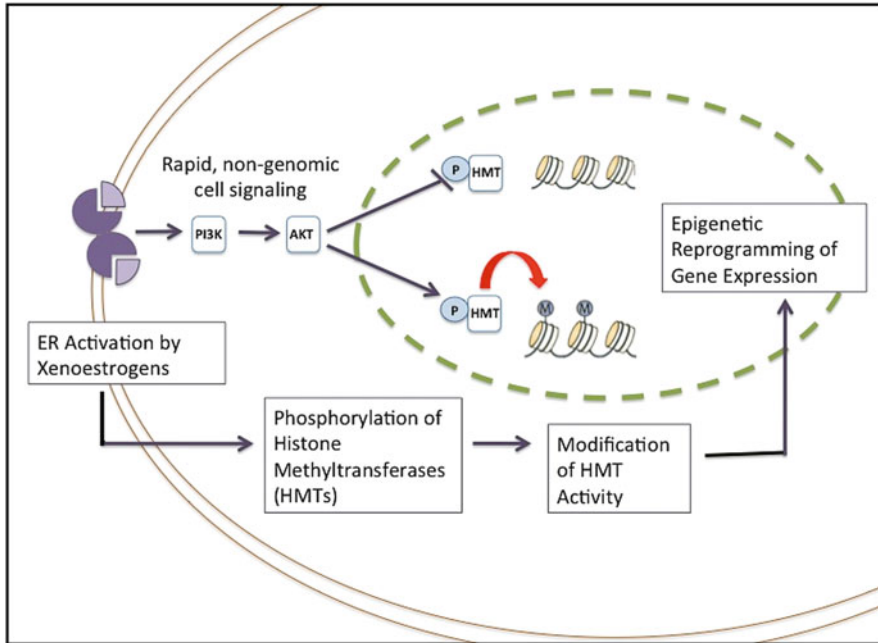 Rapid, non-genomic
cell signaling
PI3K
AKT
P
HMT
P
HMT
M
M
Epigenetic
Reprogramming of
Gene Expression
ER Activation by
Xenoestrogens
Phosphorylation of
Histone
Methyltransferases
(HMTs)
Modification
of HMT
Activity